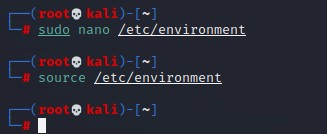 ┌──(root💀kali)-[~]
└─# sudo nano /etc/environment
┌──(root💀kali)-[~]
└─# source /etc/environment
┌──(root💀kali)-[~]
└─#